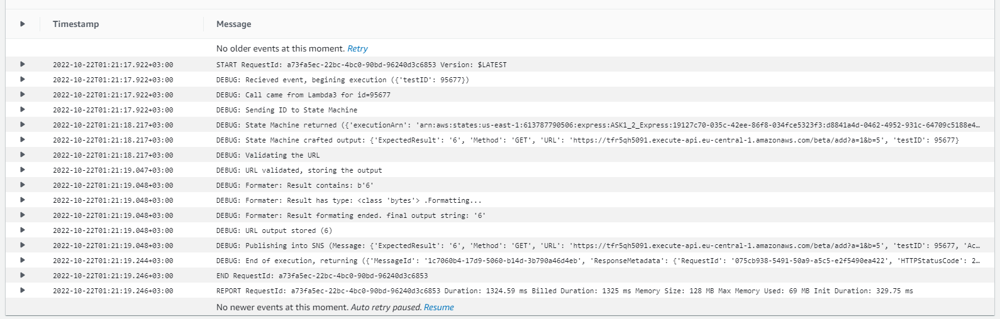 Timestamp Message
No older events at this moment. Retry
2022-10-22T01:21:17.922+03:00 START RequestId: a73fa5ec-22bc-4bc0-90bd-96240d3c6853 Version: $LATEST
2022-10-22T01:21:17.922+03:00 DEBUG: Recieved event, begining execution ({'testID': 95677})
2022-10-22T01:21:17.922+03:00 DEBUG: Call came from Lambda3 for id=95677
2022-10-22T01:21:17.922+03:00 DEBUG: Sending ID to State Machine
2022-10-22T01:21:18.217+03:00 DEBUG: State Machine returned ({'executionArn': 'arn:aws:states:us-east-1:613787790506:express:ASK1_2_Express:19127c70-035c-42ee-86f8-034fce5323f3:d8841a4d-0462-4952-931c-64709c5188e4…
2022-10-22T01:21:18.217+03:00 DEBUG: State Machine crafted output: {'ExpectedResult': '6', 'Method': 'GET', 'URL': 'https://tfr5qh5091.execute-api.eu-central-1.amazonaws.com/beta/add?a=1&b=5', 'testID': 95677}
2022-10-22T01:21:18.217+03:00 DEBUG: Validating the URL
2022-10-22T01:21:19.047+03:00 DEBUG: URL validated, storing the output
2022-10-22T01:21:19.048+03:00 DEBUG: Formater: Result contains: b'6'
2022-10-22T01:21:19.048+03:00 DEBUG: Formater: Result has type: <class 'bytes'> .Formatting...
2022-10-22T01:21:19.048+03:00 DEBUG: Formater: Result formating ended. final output string: '6'
2022-10-22T01:21:19.048+03:00 DEBUG: URL output stored (6)
2022-10-22T01:21:19.048+03:00 DEBUG: Publishing into SNS (Message: {'ExpectedResult': '6', 'Method': 'GET', 'URL': 'https://tfr5qh5091.execute-api.eu-central-1.amazonaws.com/beta/add?a=1&b=5', 'testID': 95677, 'Ac…
2022-10-22T01:21:19.244+03:00 DEBUG: End of execution, returning ({'MessageId': '1c7060b4-17d9-5060-b14d-3b790a46d4eb', 'ResponseMetadata': {'RequestId': '075cb938-5491-50a9-a5c5-e2f5490ea422', 'HTTPStatusCode': 2…
2022-10-22T01:21:19.246+03:00 END RequestId: a73fa5ec-22bc-4bc0-90bd-96240d3c6853
2022-10-22T01:21:19.246+03:00 REPORT RequestId: a73fa5ec-22bc-4bc0-90bd-96240d3c6853 Duration: 1324.59 ms Billed Duration: 1325 ms Memory Size: 128 MB Max Memory Used: 69 MB Init Duration: 329.75 ms
No newer events at this moment. Auto retry paused. Resume